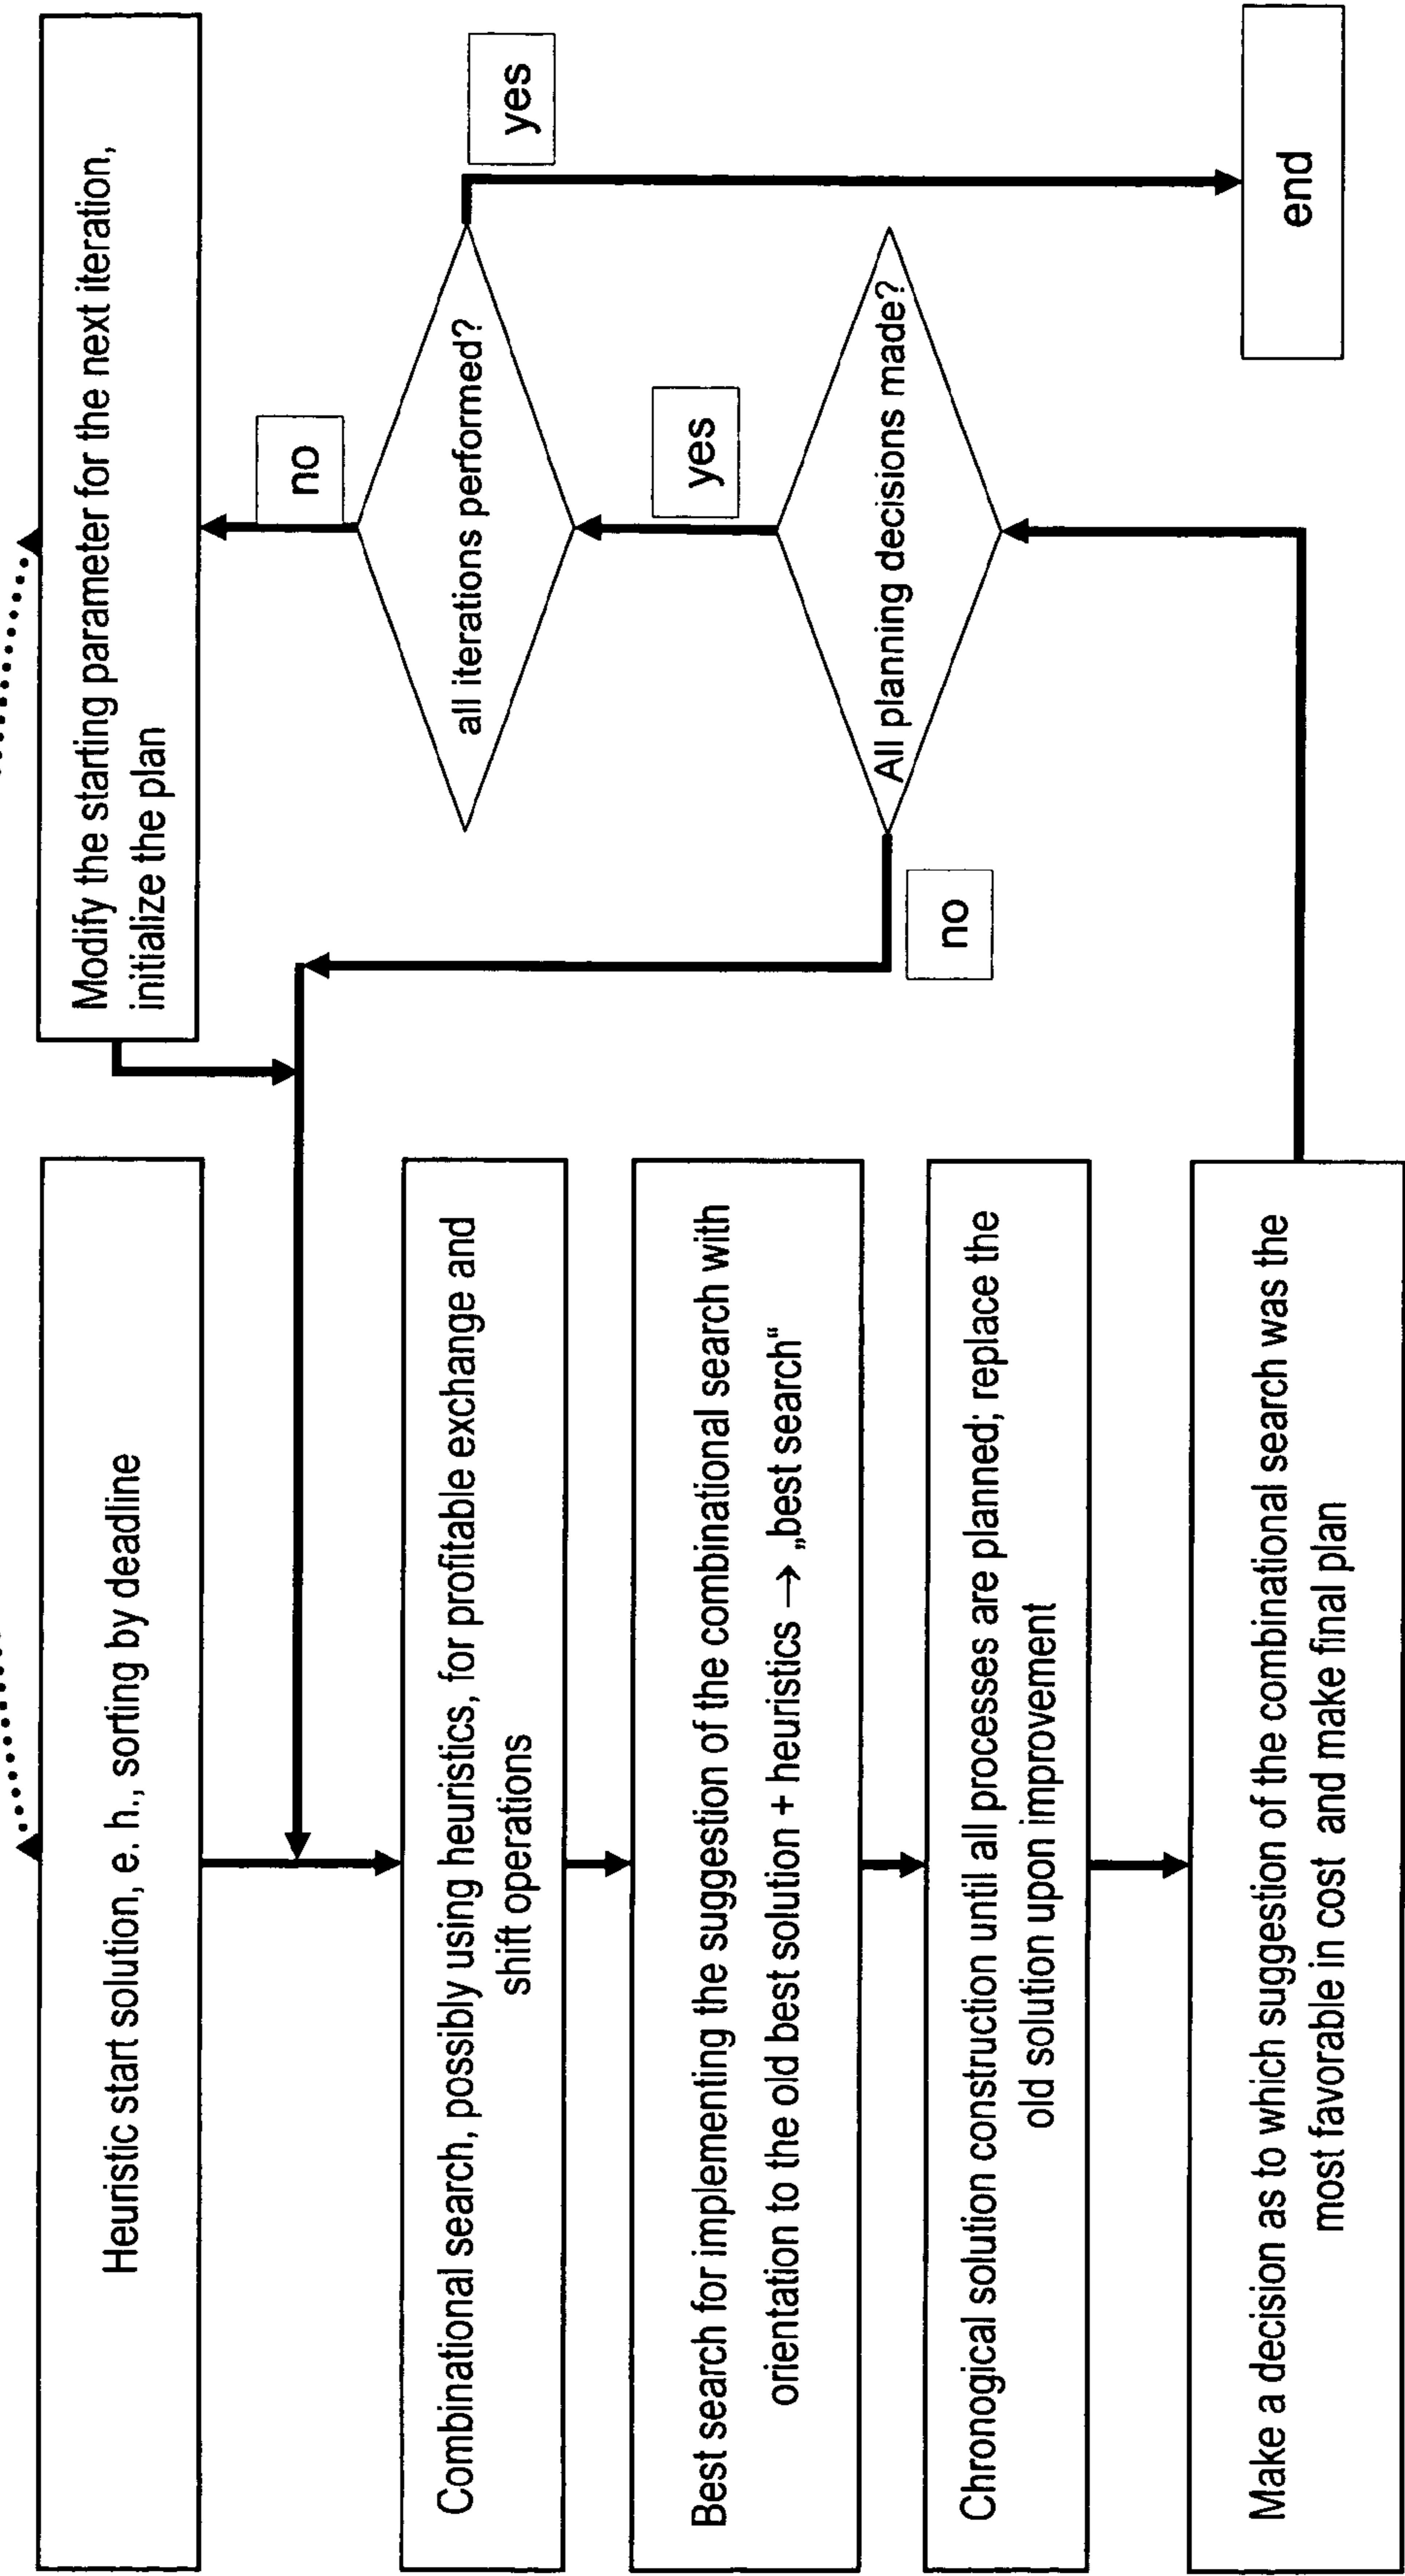 Heuristic start solution, e. h., sorting by deadline
Combinational search, possibly using heuristics, for profitable exchange and
shift operations
Best search for implementing the suggestion of the combinational search with
orientation to the old best solution + heuristics → „best search“
Chronogical solution construction until all processes are planned; replace the
old solution upon improvement
Make a decision as to which suggestion of the combinational search was the
most favorable in cost and make final plan
Modify the starting parameter for the next iteration,
initialize the plan
no
all iterations performed?
yes
yes
All planning decisions made?
no
end